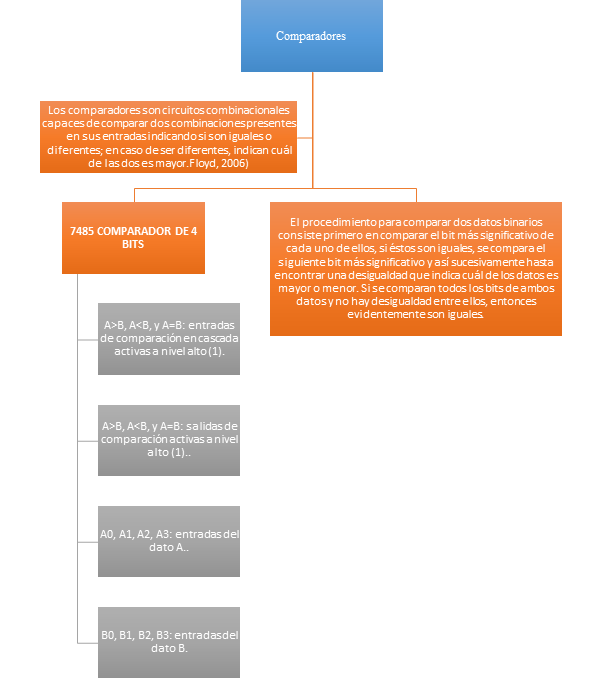 Comparadores
Los comparadores son circuitos combinacionales
capaces de comparar dos combinaciones presentes
en sus entradas indicando si son iguales o
diferentes; en caso de ser diferentes, indican cuál
de las dos es mayor.Floyd, 2006)
7485 COMPARADOR DE 4
BITS
El procedimiento para comparar dos datos binarios
consiste primero en comparar el bit más significativo de
cada uno de ellos, si éstos son iguales, se compara el
siguiente bit más significativo y así sucesivamente hasta
encontrar una desigualdad que indica cuál de los datos es
mayor o menor. Si se comparan todos los bits de ambos
datos y no hay desigualdad entre ellos, entonces
evidentemente son iguales.
A>B, A<B, y A=B: entradas
de comparación en cascada
activas a nivel alto (1).
A>B, A<B, y A=B: salidas de
comparación activas a nivel
alto (1)..
A0, A1, A2, A3: entradas del
dato A..
B0, B1, B2, B3: entradas del
dato B.